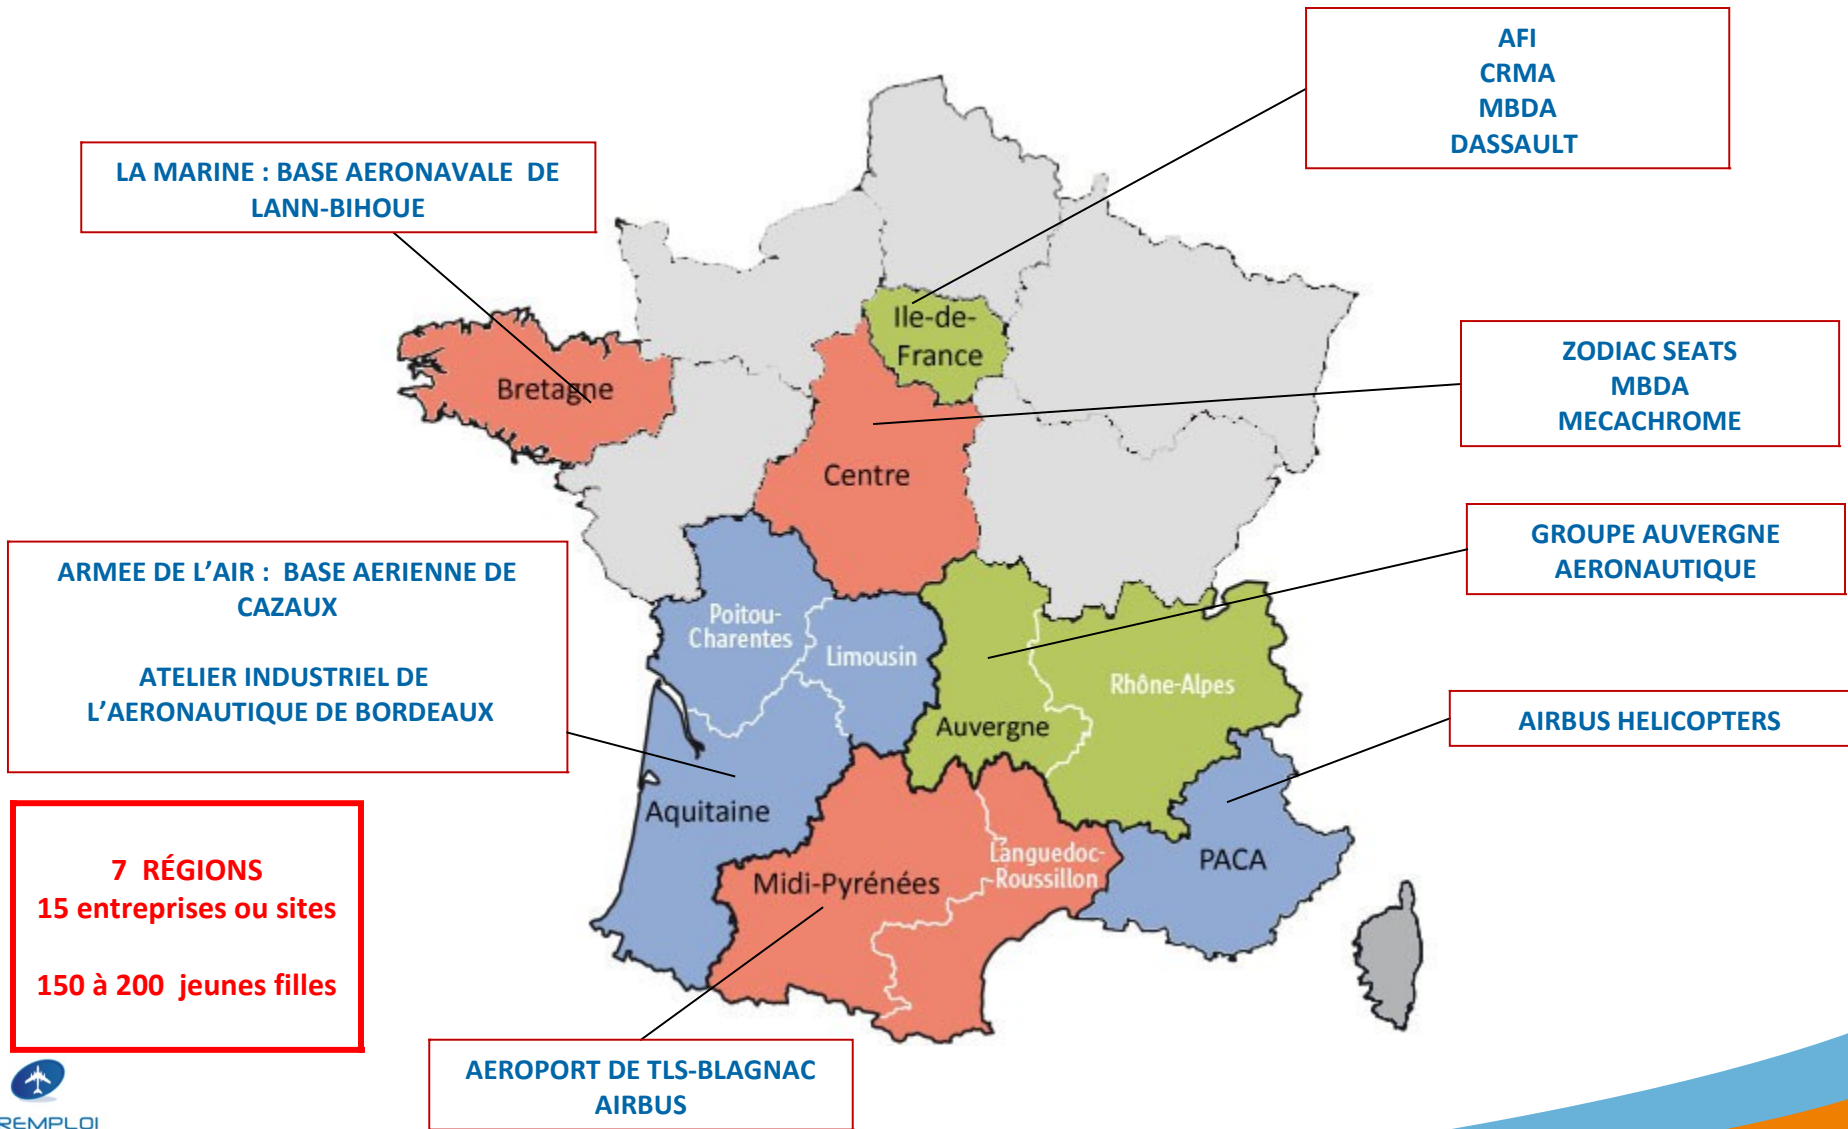 AFI
CRMA
MBDA
DASSAULT
LA MARINE : BASE AERONAVALE DE
LANN-BIHOUE
Ile-de-
France
Bretagne
ZODIAC SEATS
MBDA
MECACHROME
Centre
GROUPE AUVERGNE
AERONAUTIQUE
ARMEE DE L'AIR : BASE AERIENNE DE
CAZAUX
ATELIER INDUSTRIEL DE
L'AERONAUTIQUE DE BORDEAUX
Poitou-
Charentes
Limousin
Rhône-Alpes
Auvergne
AIRBUS HELICOPTERS
Aquitaine
Languedoc-
Roussillon
PACA
Midi-Pyrénées
7 RÉGIONS
15 entreprises ou sites
150 à 200 jeunes filles
AEROPORT DE TLS-BLAGNAC
AIRBUS
REMPLOI